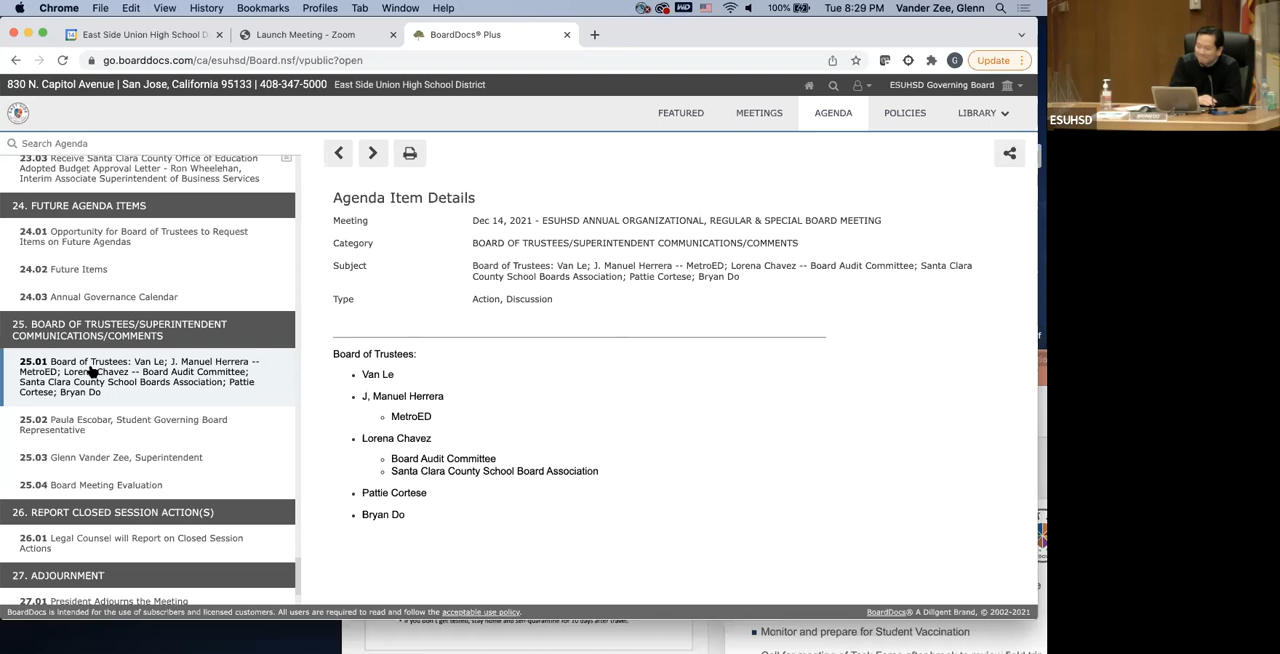 Chrome File Edit View History Bookmarks Profiles Tab Window Help
100% Tue 8:29 PM Vander Zee, Glenn
East Side Union High School D
Launch Meeting - Zoom
BoardDocs® Plus
go.boarddocs.com/ca/esuhsd/Board.nsf/vpublic?open
G
Update
830 N. Capitol Avenue | San Jose, California 95133 | 408-347-5000 East Side Union High School District
ESUHSD Governing Board
FEATURED MEETINGS AGENDA POLICIES LIBRARY
Search Agenda
23.03 Receive Santa Clara County Office of Education
Adopted Budget Approval Letter - Ron Wheelehan,
Interim Associate Superintendent of Business Services
24. FUTURE AGENDA ITEMS
24.01 Opportunity for Board of Trustees to Request
Items on Future Agendas
24.02 Future Items
24.03 Annual Governance Calendar
25. BOARD OF TRUSTEES/SUPERINTENDENT
COMMUNICATIONS/COMMENTS
25.01 Board of Trustees: Van Le; J. Manuel Herrera --
MetroED; Lorena Chavez -- Board Audit Committee;
Santa Clara County School Boards Association; Pattie
Cortese; Bryan Do
25.02 Paula Escobar, Student Governing Board
Representative
25.03 Glenn Vander Zee, Superintendent
25.04 Board Meeting Evaluation
26. REPORT CLOSED SESSION ACTION(S)
26.01 Legal Counsel will Report on Closed Session
Actions
27. ADJOURNMENT
27.01 President Adjourns the Meeting
Agenda Item Details
Meeting Dec 14, 2021 - ESUHSD ANNUAL ORGANIZATIONAL, REGULAR & SPECIAL BOARD MEETING
Category BOARD OF TRUSTEES/SUPERINTENDENT COMMUNICATIONS/COMMENTS
Subject Board of Trustees: Van Le; J. Manuel Herrera -- MetroED; Lorena Chavez -- Board Audit Committee; Santa Clara
County School Boards Association; Pattie Cortese; Bryan Do
Type Action, Discussion
Board of Trustees:
Van Le
J, Manuel Herrera
MetroED
Lorena Chavez
Board Audit Committee
Santa Clara County School Board Association
Pattie Cortese
Bryan Do
BoardDocs is intended for the use of subscribers and licensed customers. All users are required to read and follow the acceptable use policy.
BoardDocs® A Diligent Brand, © 2002-2021
If you don't get tested, stay home and self-quarantine for 10 days after travel.
Monitor and prepare for Student Vaccination
ESUHSD